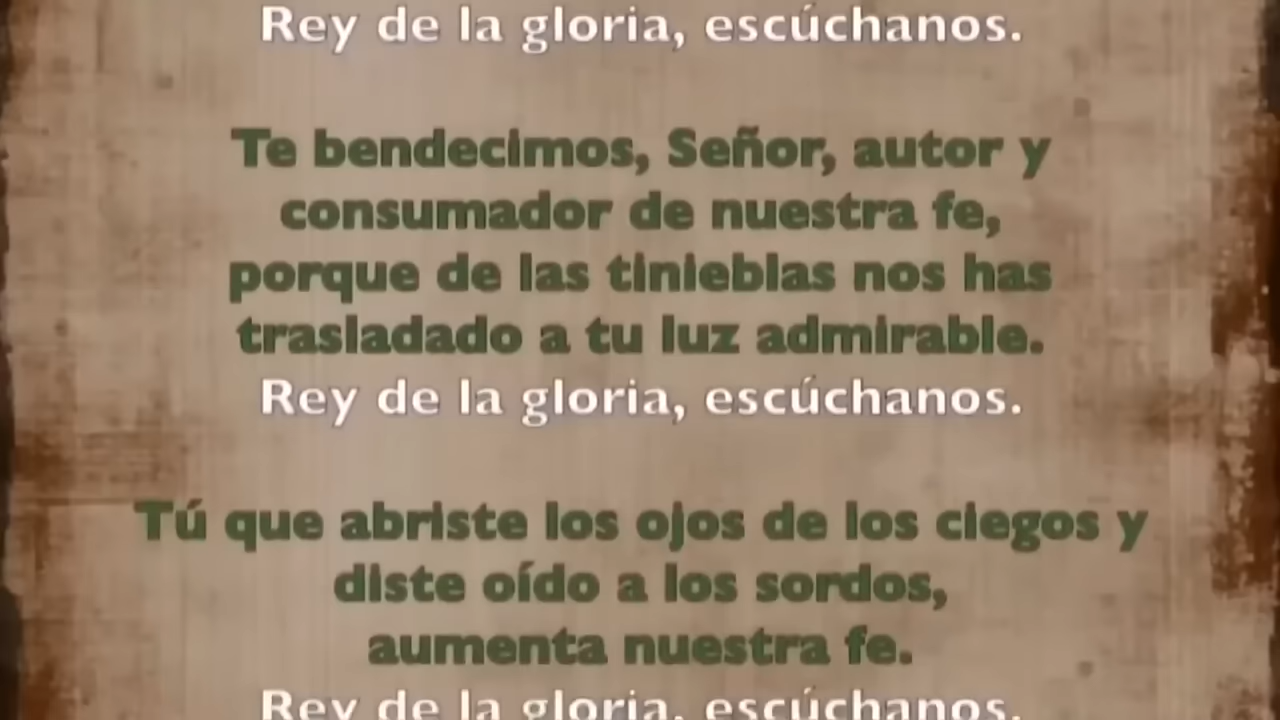 Rey de la gloria, escúchanos.
Te bendecimos, Señor, autor y
consumador de nuestra fe,
porque de las tinieblas nos has
trasladado a tu luz admirable.
Rey de la gloria, escúchanos.
Tú que abriste los ojos de los ciegos y
diste oído a los sordos,
aumenta nuestra fe.
Rey de la gloria, escúchanos.